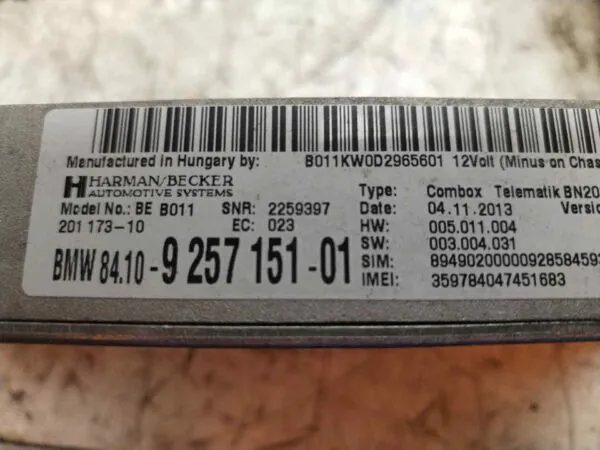 Manufactured in Hungary by: B011KW0D2965601 12Volt (Minus on Chas
HARMAN/BECKER
AUTOMOTIVE SYSTEMS
Type: Combox Telematik BN20
Model No.: BE B011 SNR: 2259397 Date: 04.11.2013 Versio
201 173-10 EC: 023 HW: 005.011.004
SW: 003.004.031
BMW 84.10-9 257 151-01 SIM: 8949020000092858459
IMEI: 359784047451683